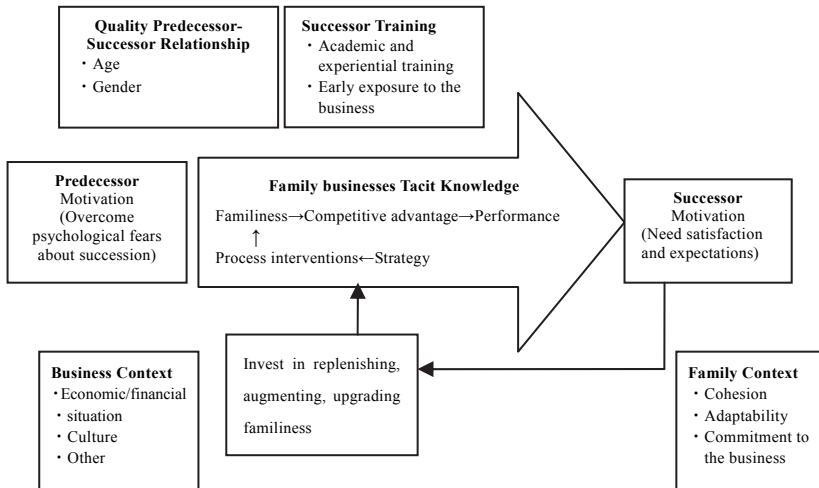 Quality Predecessor-
Successor Relationship
・Age
・Gender
Successor Training
・Academic and
experiential training
・Early exposure to the
business
Predecessor
Motivation
(Overcome
psychological fears
about succession)
Family businesses Tacit Knowledge
Familiness→Competitive advantage→Performance
↑
Process interventions←Strategy
Successor
Motivation
(Need satisfaction
and expectations)
Business Context
・Economic/financial
・situation
・Culture
・Other
Invest in replenishing,
augmenting, upgrading
familiness
Family Context
・Cohesion
・Adaptability
・Commitment to
the business